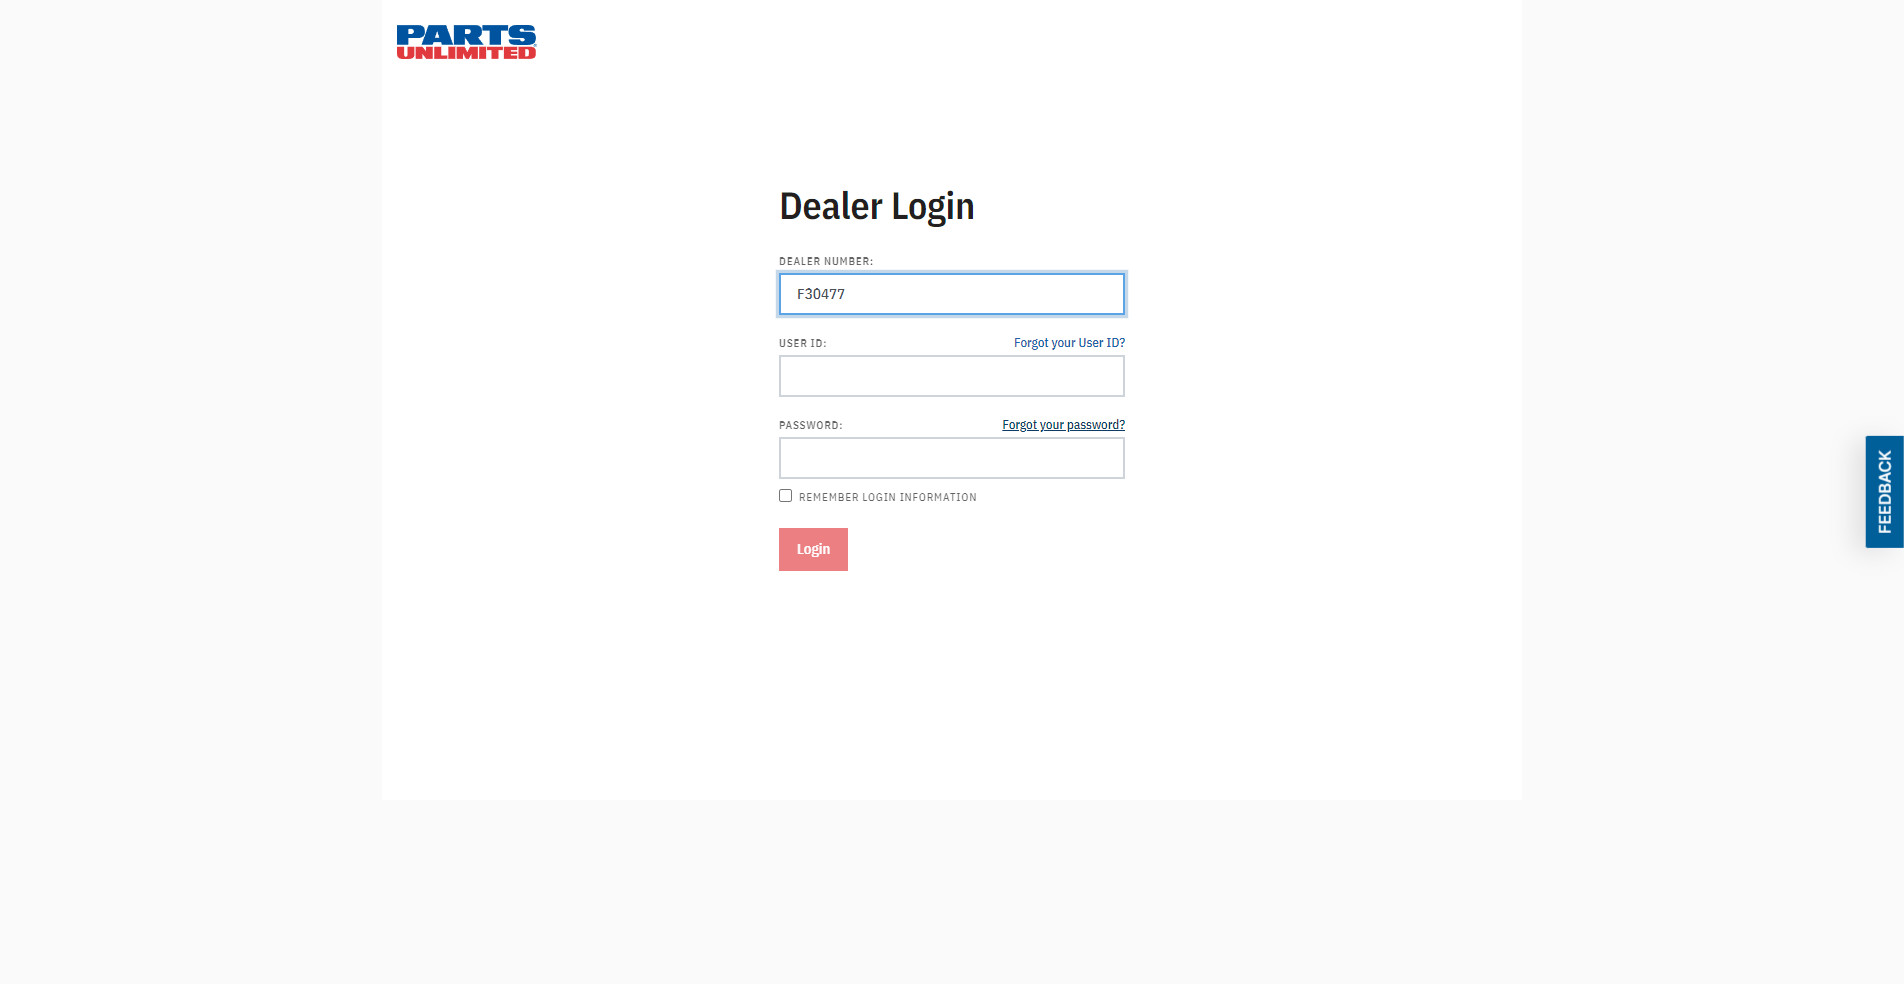 PARTS
UNLIMITED
Dealer Login
DEALER NUMBER:
F30477
USER ID:
Forgot your User ID?
PASSWORD:
Forgot your password?
REMEMBER LOGIN INFORMATION
Login
FEEDBACK